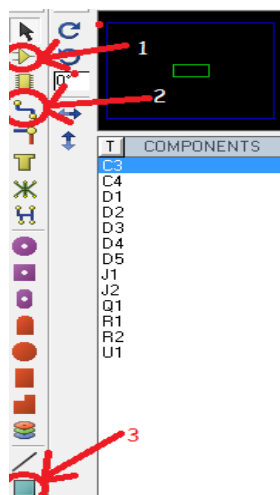 1
0°
2
T COMPONENTS
C3
C4
D1
D2
D3
D4
D5
J1
J2
Q1
R1
R2
U1
3